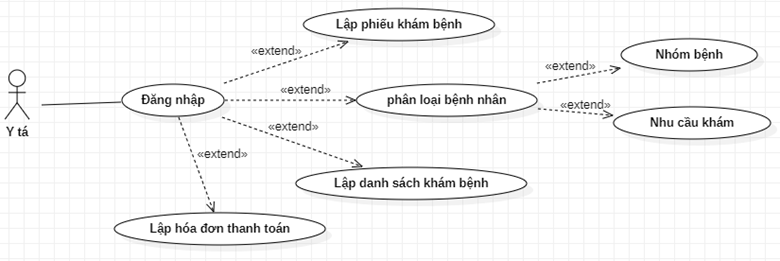 Lập phiếu khám bệnh
«extend»
Nhóm bệnh
«extend»
«extend»
Đăng nhập
phân loại bệnh nhân
«extend»
Nhu cầu khám
Y tá
«extend»
«extend»
Lập danh sách khám bệnh
Lập hóa đơn thanh toán